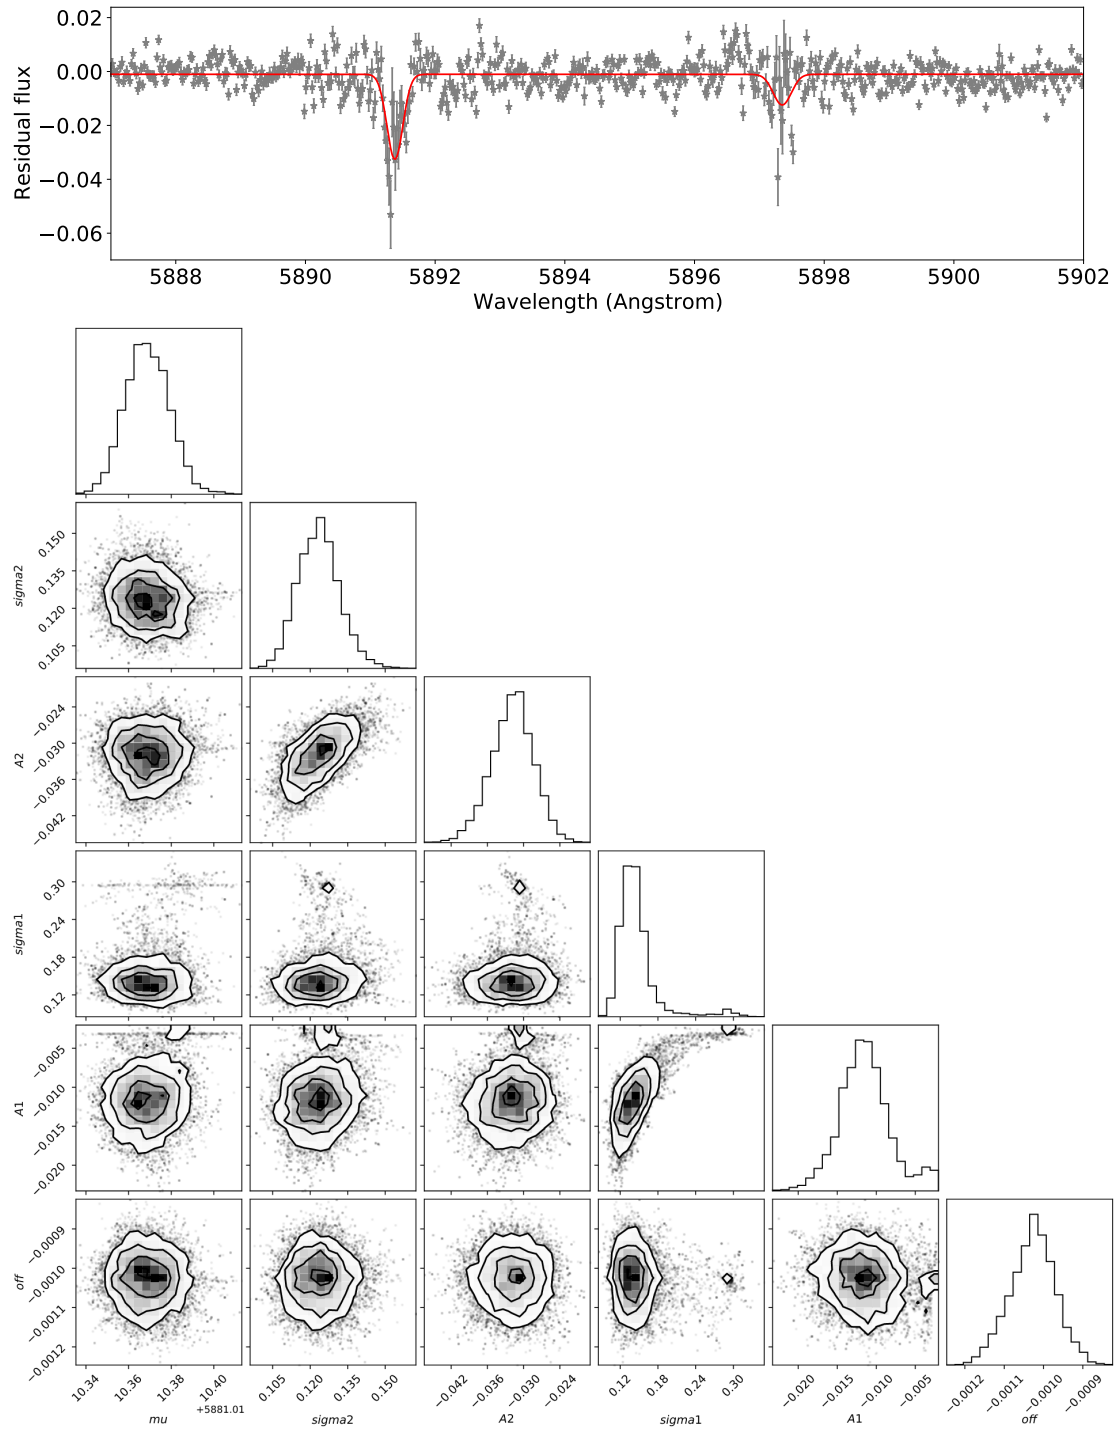 0.02
0.00
−0.02
−0.04
−0.06
Residual flux
5888 5890 5892 5894 5896 5898 5900 5902
Wavelength (Angstrom)
0.150
0.135
0.120
0.105
sigma2
−0.024
−0.030
−0.036
−0.042
A2
0.30
0.24
0.18
0.12
sigma1
−0.005
−0.010
−0.015
−0.020
A1
−0.0009
−0.0010
−0.0011
−0.0012
off
10.34 10.36 10.38 10.40 0.105 0.120 0.135 0.150 −0.042 −0.036 −0.030 −0.024 0.12 0.18 0.24 0.30 −0.020 −0.015 −0.010 −0.005 −0.0012 −0.0011 −0.0010 −0.0009
+5881.01
mu sigma2 A2 sigma1 A1 off